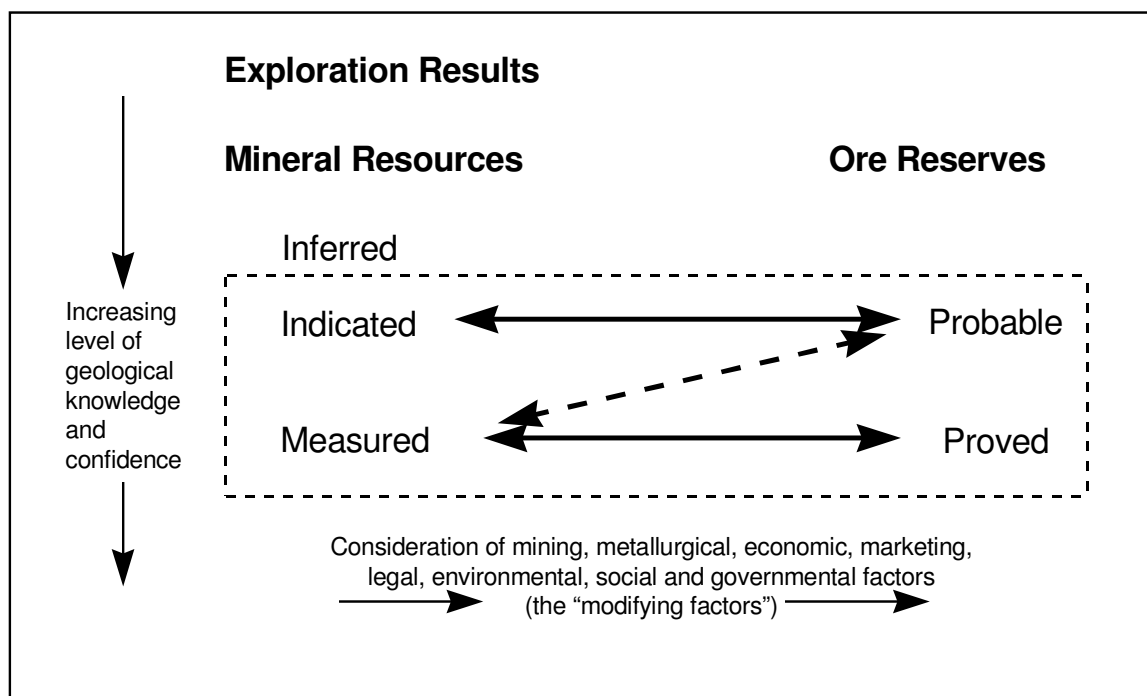 Exploration Results
Mineral Resources
Ore Reserves
Inferred
Indicated
Probable
Measured
Proved
Increasing
level of
geological
knowledge
and
confidence
Consideration of mining, metallurgical, economic, marketing,
legal, environmental, social and governmental factors
(the “modifying factors”)